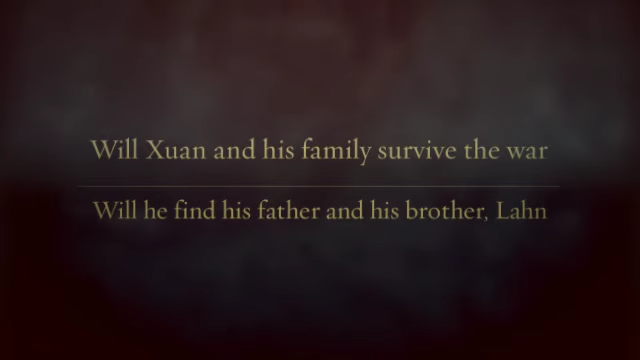 Will Xuan and his family survive the war
Will he find his father and his brother, Lahn